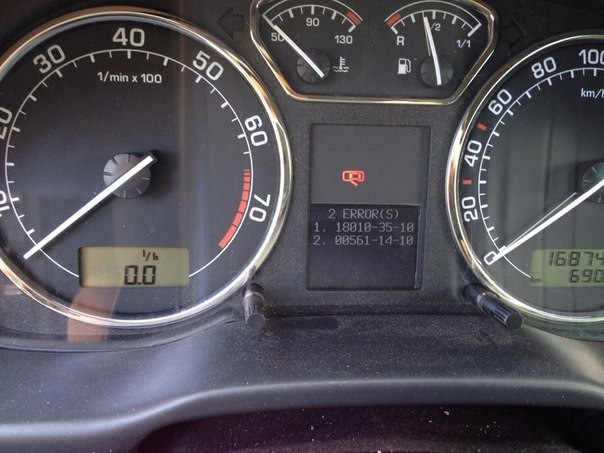 10 20 30 40 50 60 70
1/min x 100
l/h
0.0
50 90 130
R 1/2 1/1
2 ERROR(S)
1. 18010-35-10
2. 00561-14-10
0 20 40 60 80 100
km/h
16874
km 690